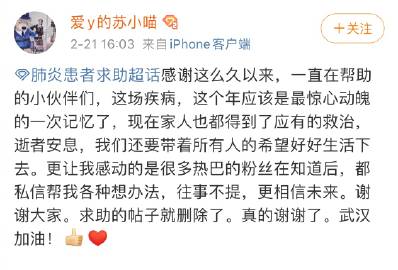 爱y的苏小喵
+关注
2-21 16:03 来自iPhone客户端
肺炎患者求助超话感谢这么久以来，一直在帮助
的小伙伴们，这场疾病，这个年应该是最惊心动魄
的一次记忆了，现在家人也都得到了应有的救治，
逝者安息，我们还要带着所有人的希望好好生活下
去。更让我感动的是很多热巴的粉丝在知道后，都
私信帮我各种想办法，往事不提，更相信未来。谢
谢大家。求助的帖子就删除了。真的谢谢了。武汉
加油！👍❤️